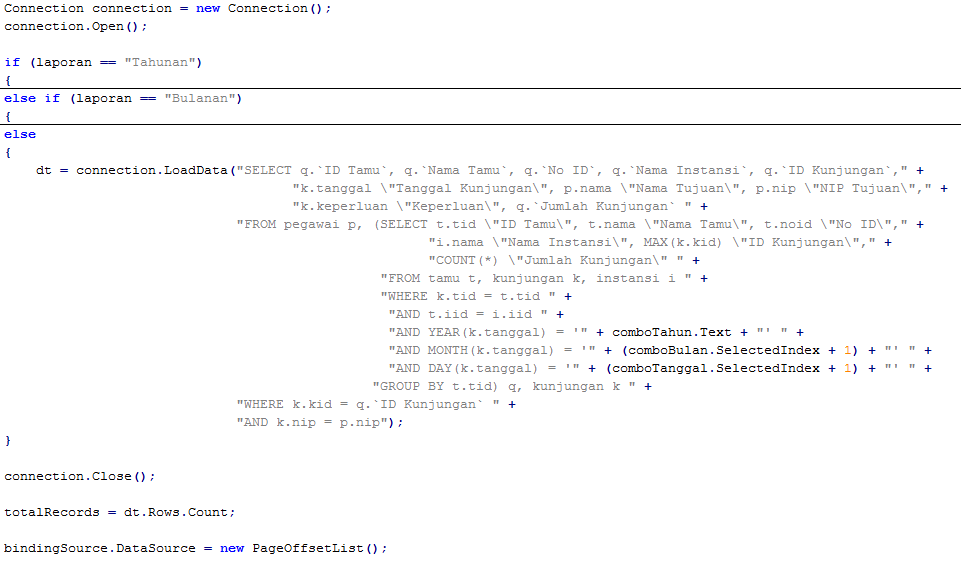 Connection connection = new Connection();
connection.Open();
if (laporan == "Tahunan")
{
else if (laporan == "Bulanan")
{
else
{
dt = connection.LoadData("SELECT q.`ID Tamu`, q.`Nama Tamu`, q.`No ID`, q.`Nama Instansi`, q.`ID Kunjungan`," +
"k.tanggal \"Tanggal Kunjungan\", p.nama \"Nama Tujuan\", p.nip \"NIP Tujuan\"," +
"k.keperluan \"Keperluan\", q.`Jumlah Kunjungan` " +
"FROM pegawai p, (SELECT t.tid \"ID Tamu\", t.nama \"Nama Tamu\", t.noid \"No ID\"," +
"i.nama \"Nama Instansi\", MAX(k.kid) \"ID Kunjungan\"," +
"COUNT(*) \"Jumlah Kunjungan\" " +
"FROM tamu t, kunjungan k, instansi i " +
"WHERE k.tid = t.tid " +
"AND t.iid = i.iid " +
"AND YEAR(k.tanggal) = '" + comboTahun.Text + "' " +
"AND MONTH(k.tanggal) = '" + (comboBulan.SelectedIndex + 1) + "' " +
"AND DAY(k.tanggal) = '" + (comboTanggal.SelectedIndex + 1) + "' " +
"GROUP BY t.tid) q, kunjungan k " +
"WHERE k.kid = q.`ID Kunjungan` " +
"AND k.nip = p.nip");
}
connection.Close();
totalRecords = dt.Rows.Count;
bindingSource.DataSource = new PageOffsetList();